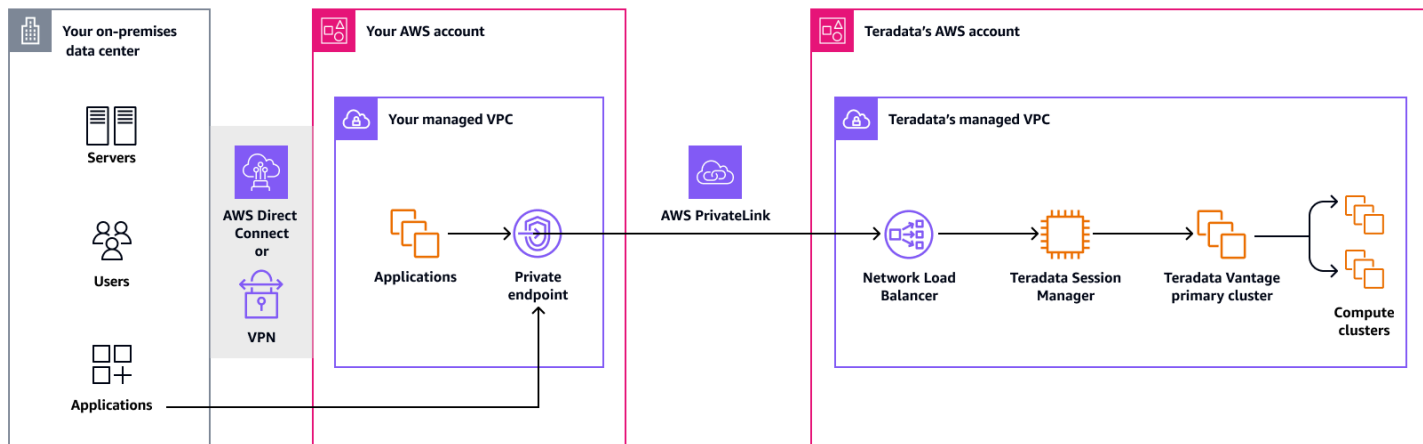 Your on-premises
data center
Servers
Users
Applications
AWS Direct
Connect
or
VPN
Your AWS account
Your managed VPC
Applications
Private
endpoint
AWS PrivateLink
Teradata’s AWS account
Teradata’s managed VPC
Network Load
Balancer
Teradata Session
Manager
Teradata Vantage
primary cluster
Compute
clusters